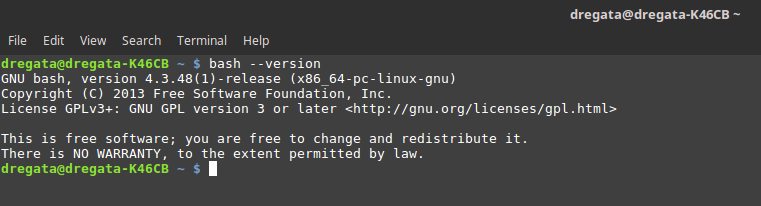 dregata@dregata-K46CB ~
File Edit View Search Terminal Help
dregata@dregata-K46CB ~ $ bash --version
GNU bash, version 4.3.48(1)-release (x86_64-pc-linux-gnu)
Copyright (C) 2013 Free Software Foundation, Inc.
License GPLv3+: GNU GPL version 3 or later <http://gnu.org/licenses/gpl.html>
This is free software; you are free to change and redistribute it.
There is NO WARRANTY, to the extent permitted by law.
dregata@dregata-K46CB ~ $